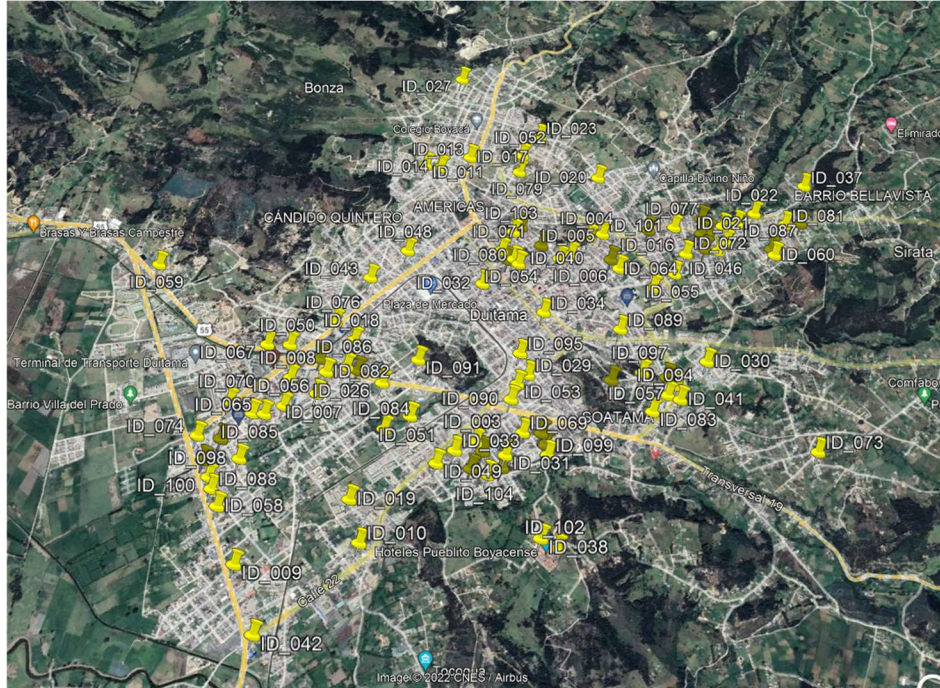 ID_027
Bonza
Colegio Boyaca
ID_052
ID_023
El mirado
ID_013
ID_014
ID_011
ID_017
ID_020
ID_079
Capilla Divino Niño
ID_037
BARRIO BELLAVISTA
CANDIDO QUINTERO
AMERICAS
ID_103
ID_004
ID_077
ID_022
ID_081
Brasas Y Brasas Campestre
ID_048
ID_071
ID_005
ID_101
ID_021
ID_087
ID_080
ID_040
ID_016
ID_072
ID_060
Sirata
ID_059
ID_043
ID_032
ID_054
ID_006
ID_064
ID_046
ID_055
Plaza de Mercado
ID_076
ID_018
Duitama
ID_034
ID_089
55
ID_050
ID_086
ID_095
ID_097
Terminal de Transporte Duitama
ID_067
ID_008
ID_082
ID_091
ID_029
ID_030
ID_094
ID_070
ID_056
ID_026
ID_090
ID_053
ID_057
ID_041
Barrio Villa del Prado
ID_065
ID_007
ID_084
ID_083
ID_074
ID_085
ID_051
ID_003
ID_069
ID_033
ID_099
ID_073
ID_098
ID_088
ID_049
ID_031
ID_100
ID_058
ID_019
ID_104
Transversal 19
ID_010
ID_102
Hoteles Pueblito Boyacense
ID_038
ID_009
Calle 22
ID_042
Image © 2022 CNES / Airbus